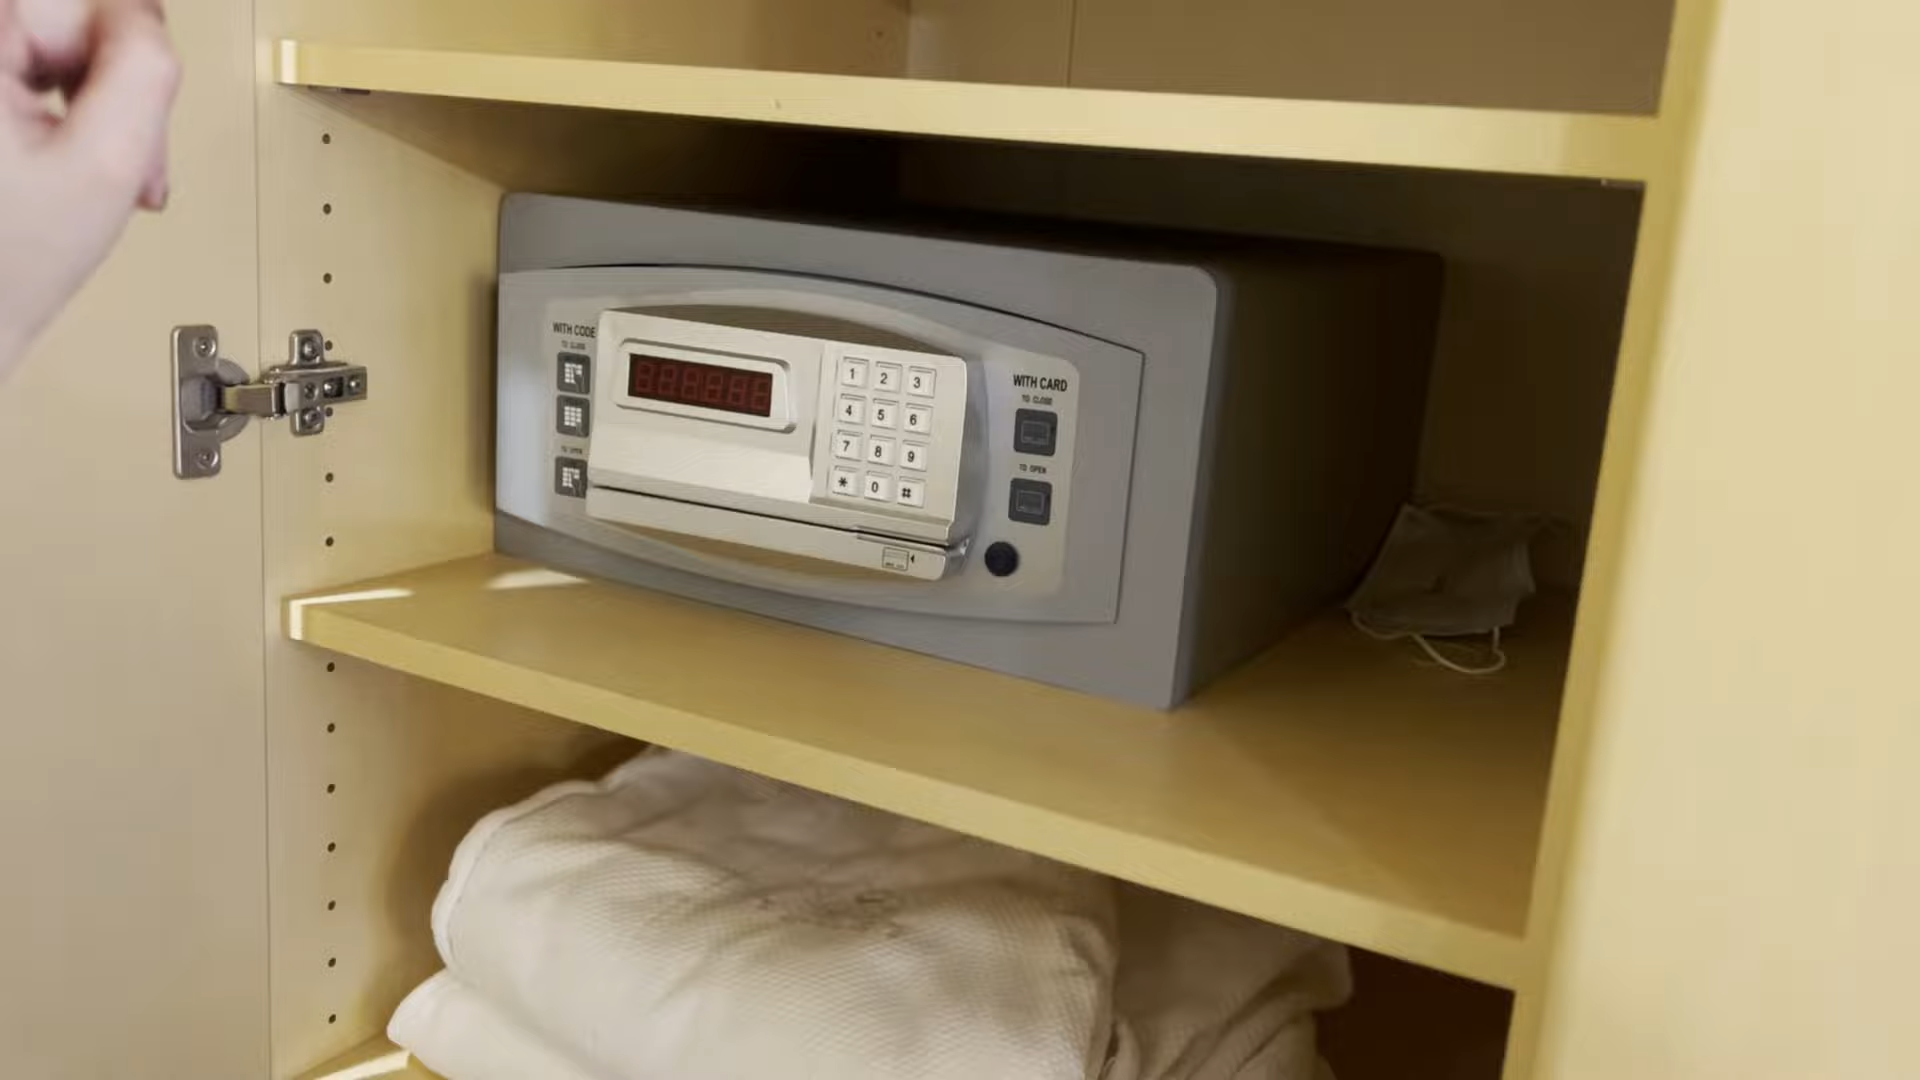 WITH CODE
TO CLOSE
TO OPEN
1 2 3
4 5 6
7 8 9
* 0 #
WITH CARD
TO CLOSE
TO OPEN